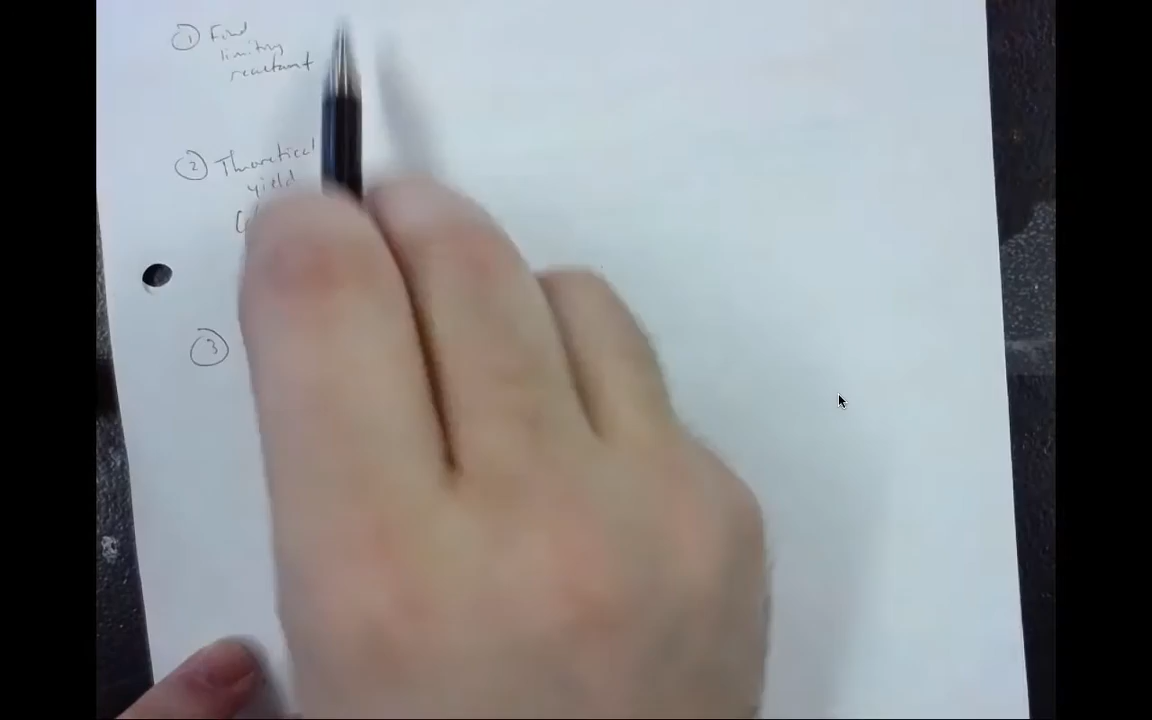 ① Find
limiting
reactant
② Theoretical
yield
(
③